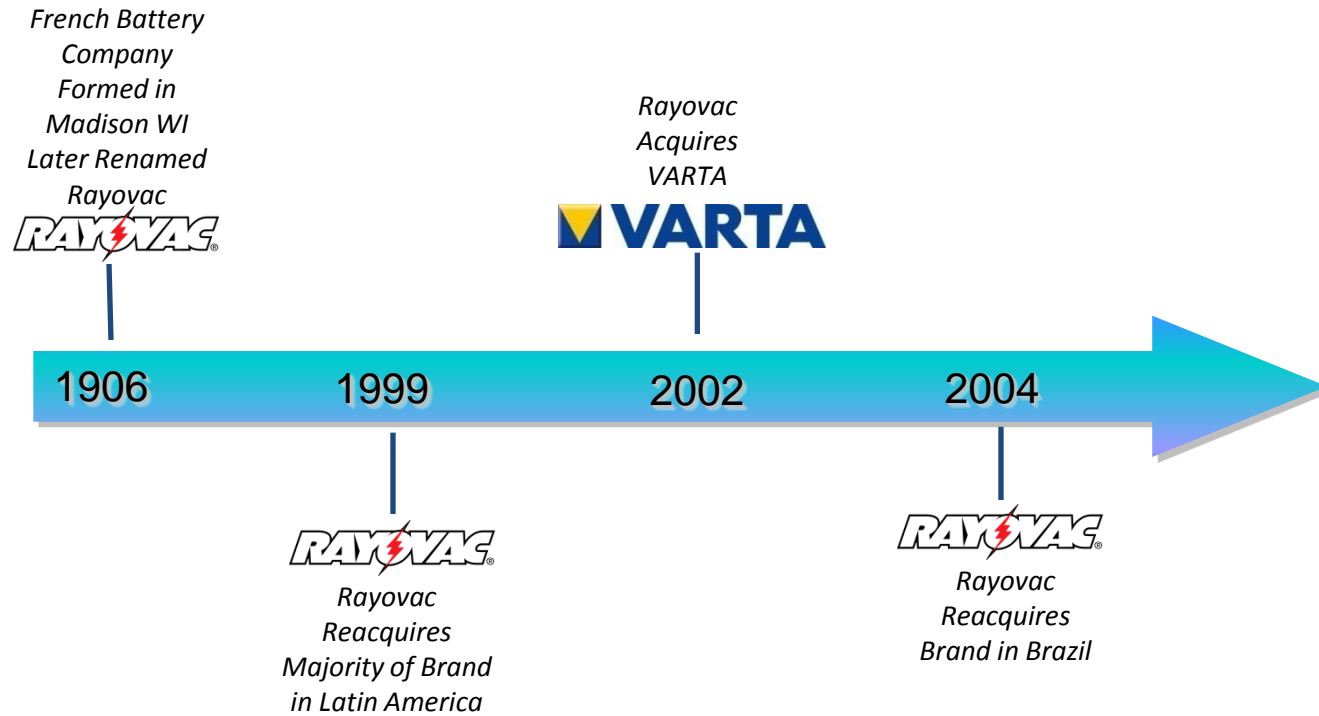 French Battery
Company
Formed in
Madison WI
Later Renamed
Rayovac
RAYOVAC®
Rayovac
Acquires
VARTA
VARTA
1906
1999
2002
2004
RAYOVAC®
Rayovac
Reacquires
Majority of Brand
in Latin America
RAYOVAC®
Rayovac
Reacquires
Brand in Brazil